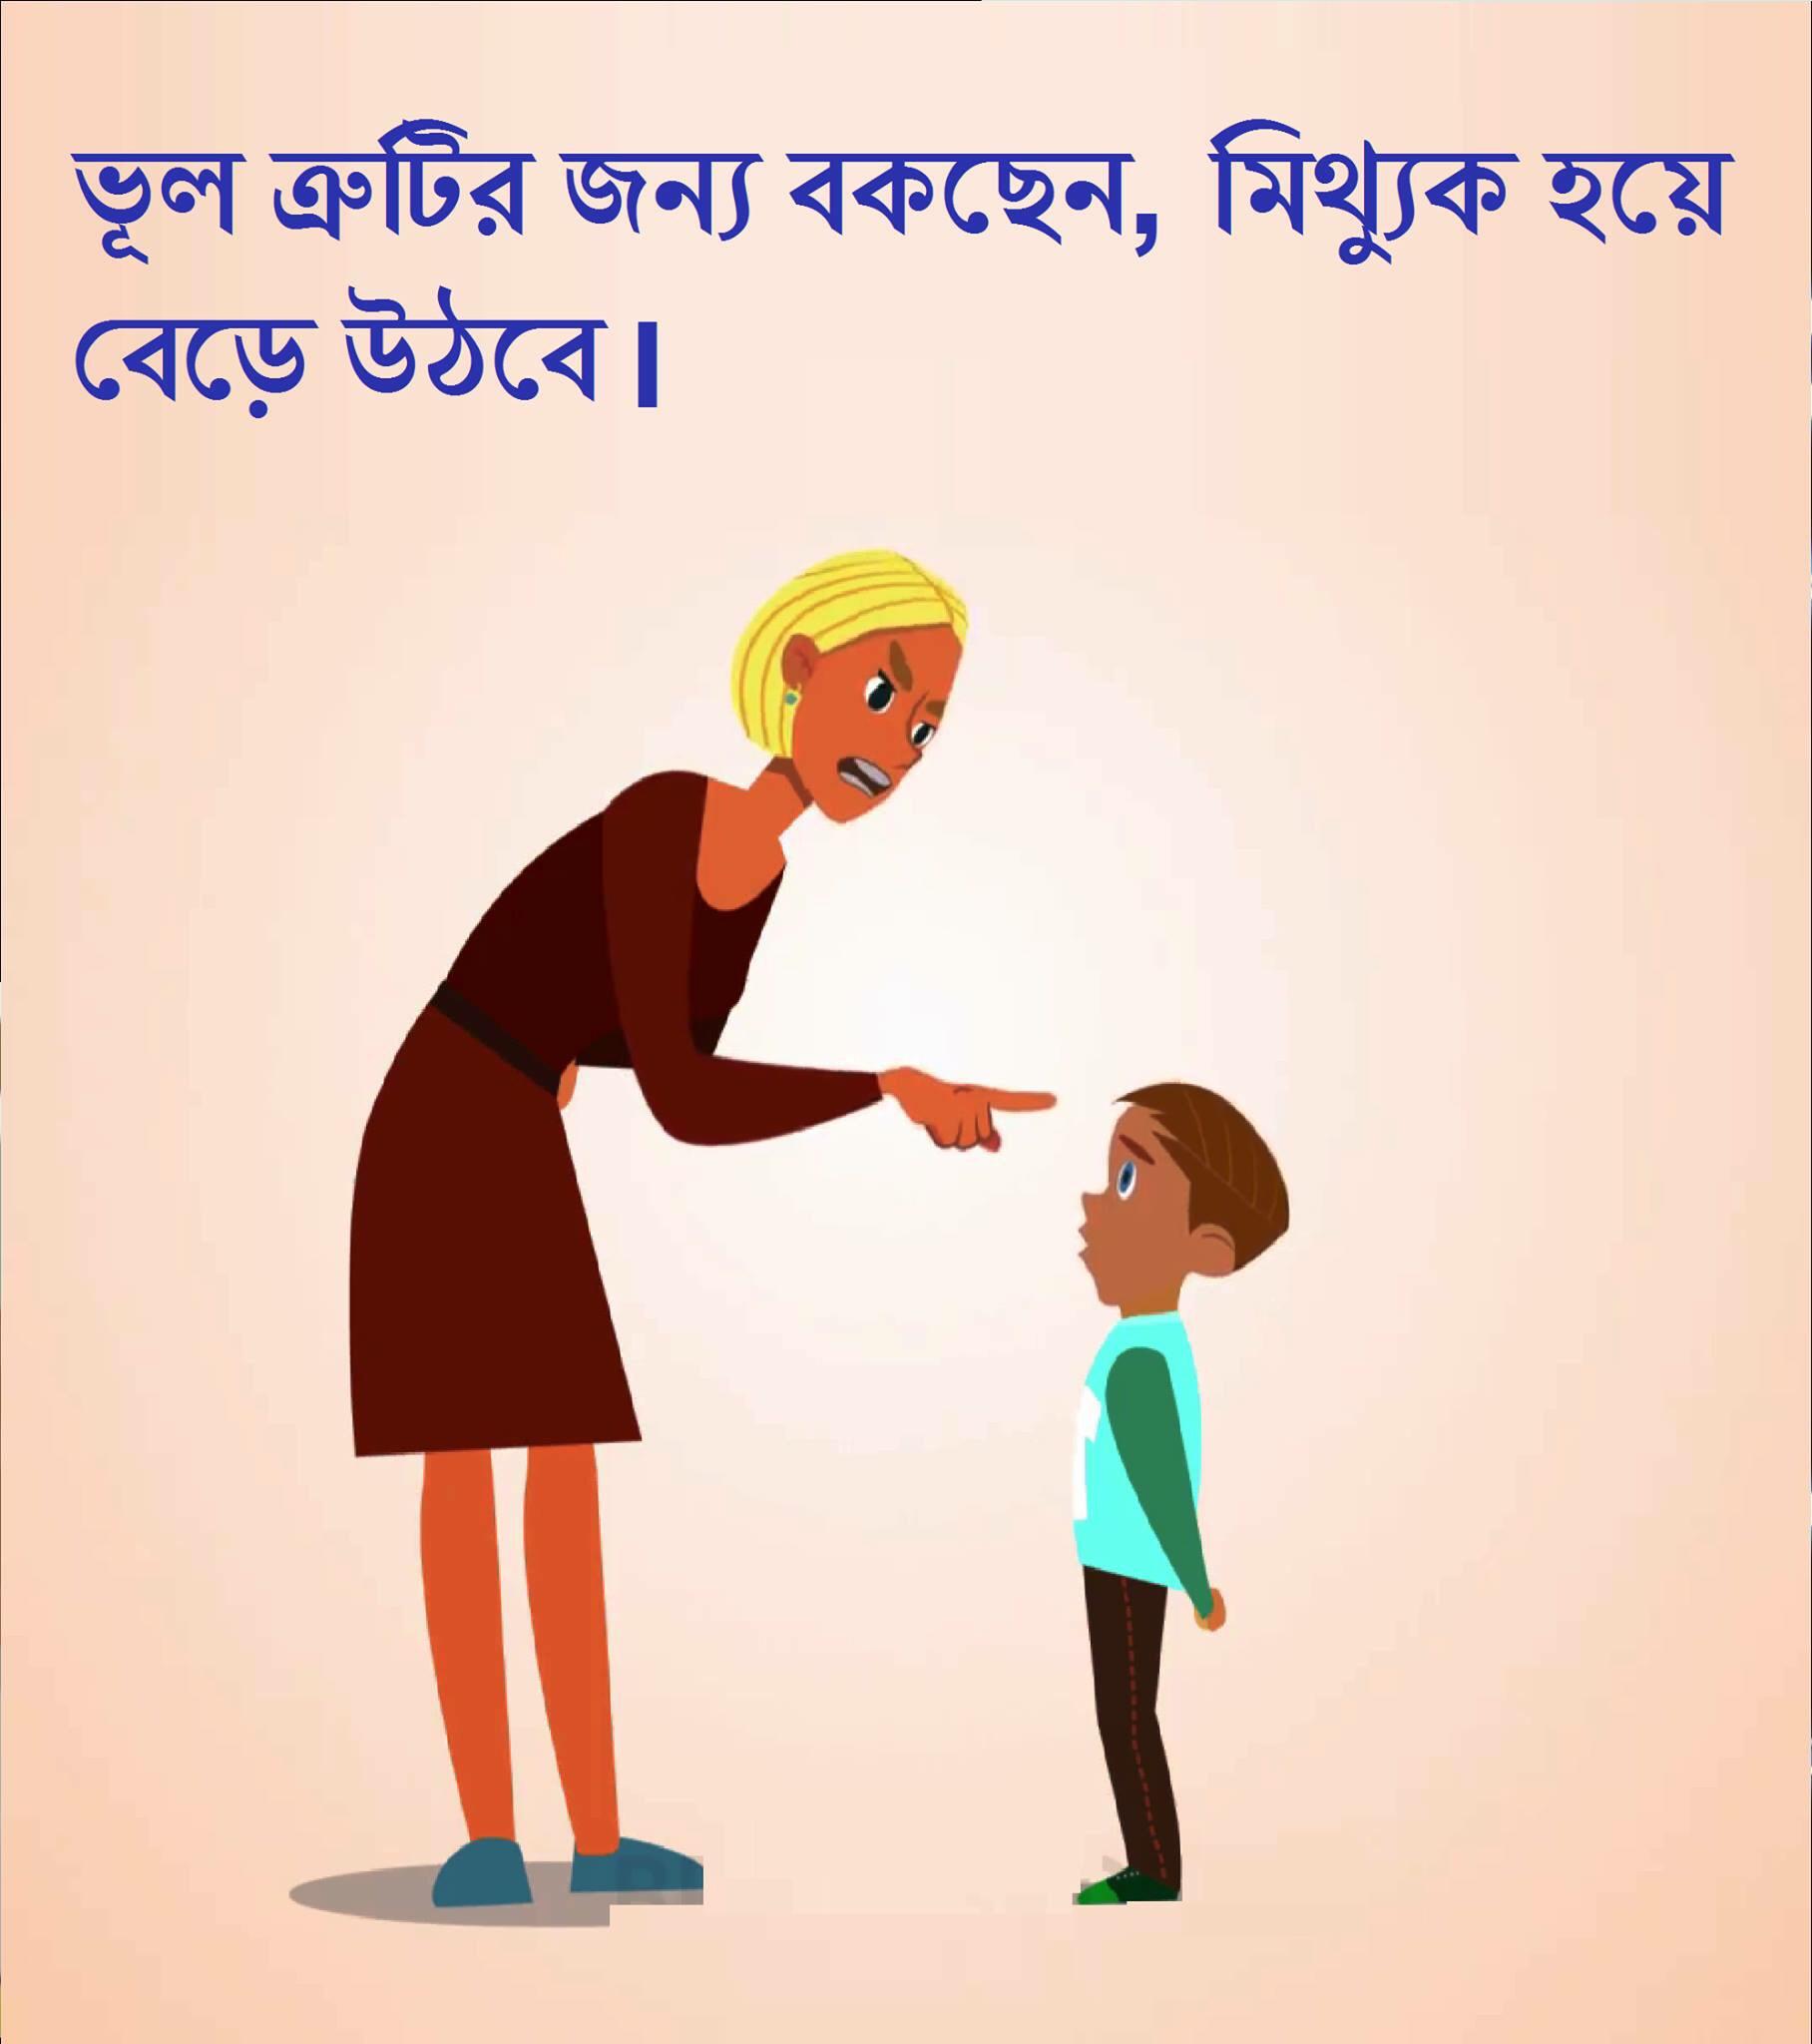 ভূল ত্রুটির জন্য বকছেন, মিথ্যুক হয়ে
বেড়ে উঠবে।